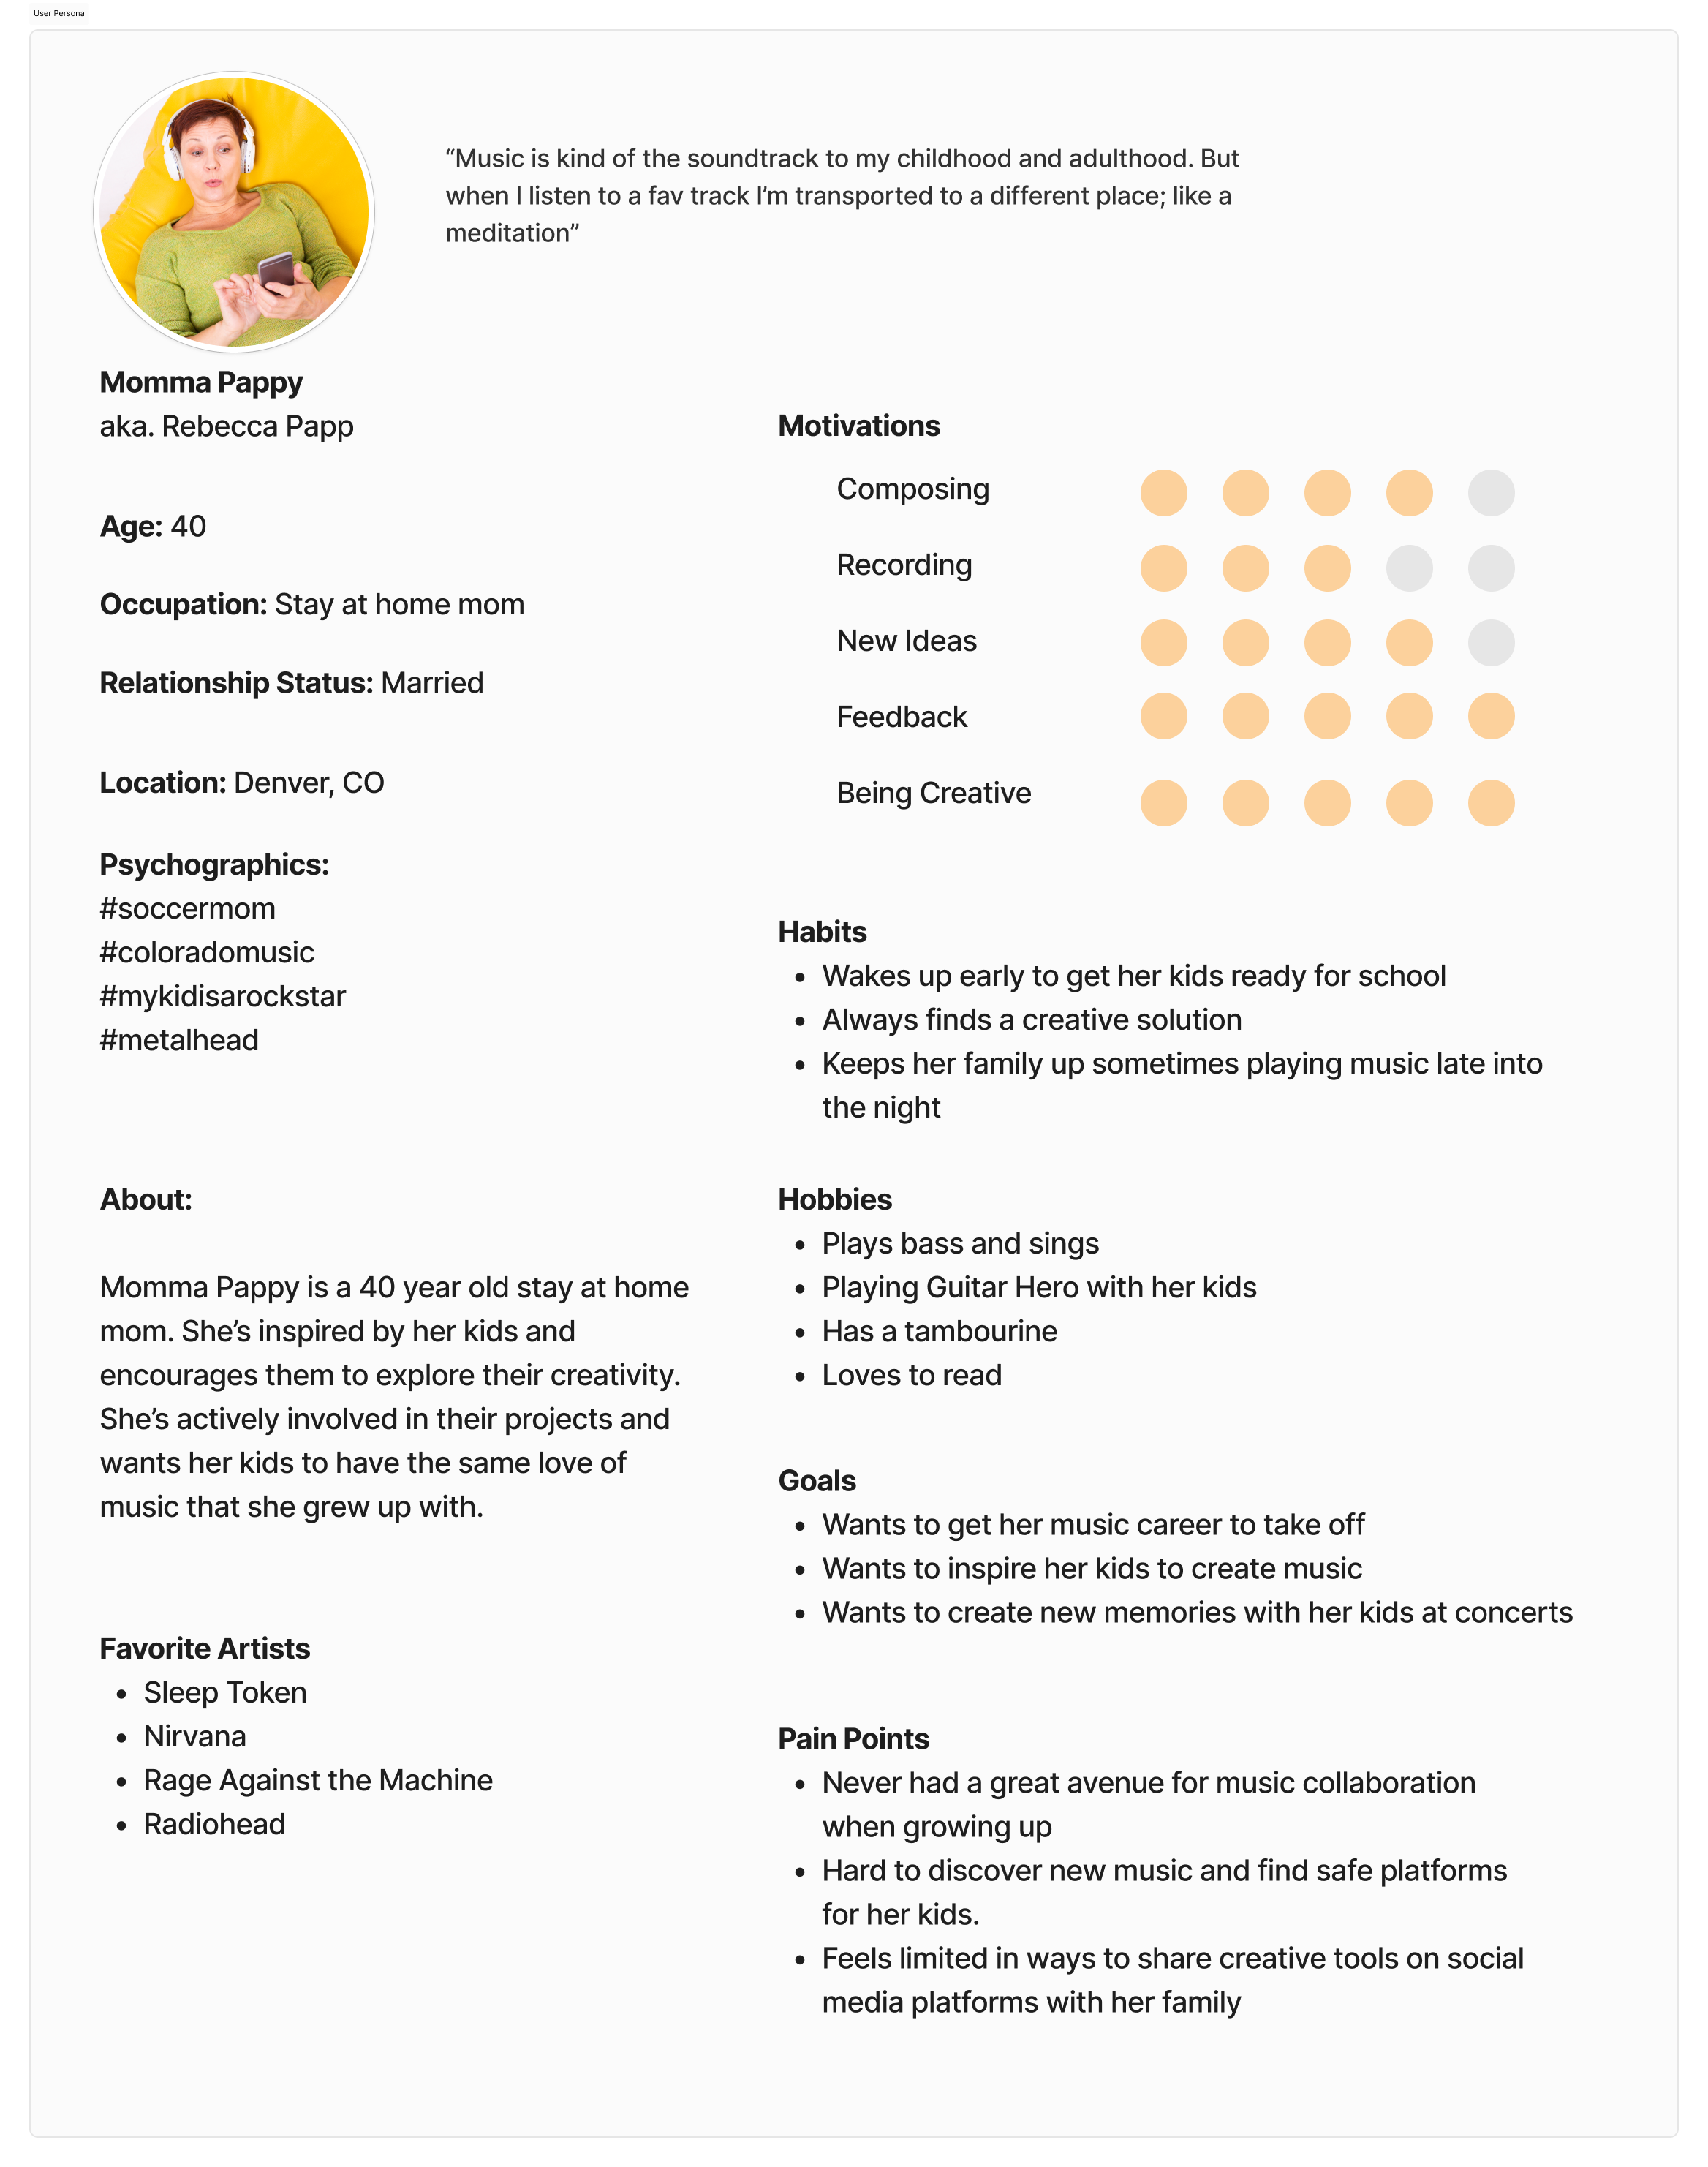 User Persona
“Music is kind of the soundtrack to my childhood and adulthood. But
when I listen to a fav track I’m transported to a different place; like a
meditation”
Momma Pappy
aka. Rebecca Papp
Age: 40
Occupation: Stay at home mom
Relationship Status: Married
Location: Denver, CO
Psychographics:
#soccermom
#coloradomusic
#mykidisarockstar
#metalhead
About:
Momma Pappy is a 40 year old stay at home
mom. She’s inspired by her kids and
encourages them to explore their creativity.
She’s actively involved in their projects and
wants her kids to have the same love of
music that she grew up with.
Favorite Artists
• Sleep Token
• Nirvana
• Rage Against the Machine
• Radiohead
Motivations
Composing
Recording
New Ideas
Feedback
Being Creative
Habits
• Wakes up early to get her kids ready for school
• Always finds a creative solution
• Keeps her family up sometimes playing music late into
the night
Hobbies
• Plays bass and sings
• Playing Guitar Hero with her kids
• Has a tambourine
• Loves to read
Goals
• Wants to get her music career to take off
• Wants to inspire her kids to create music
• Wants to create new memories with her kids at concerts
Pain Points
• Never had a great avenue for music collaboration
when growing up
• Hard to discover new music and find safe platforms
for her kids.
• Feels limited in ways to share creative tools on social
media platforms with her family